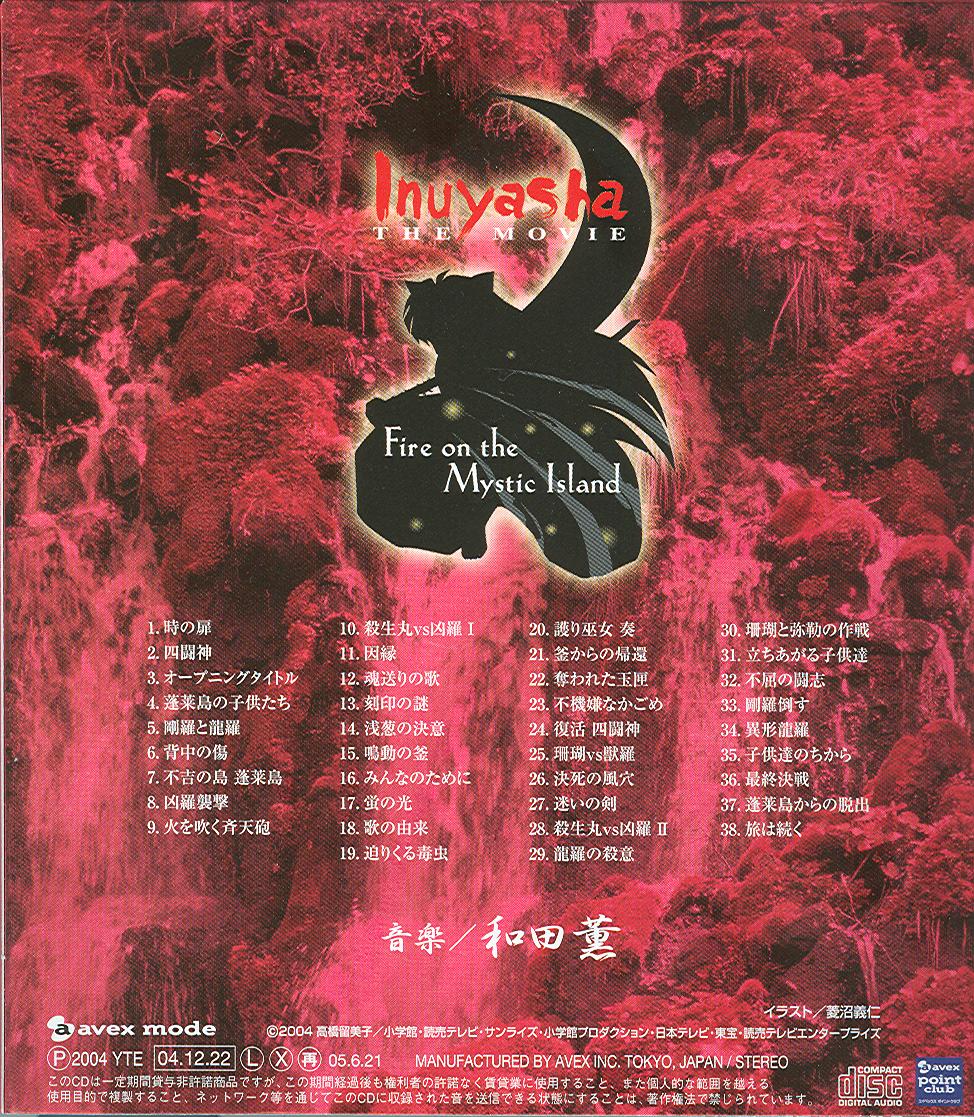 Inuyasha
THE MOVIE
Fire on the
Mystic Island
1. 時の扉
2. 四闘神
3. オープニングタイトル
4. 蓬莱島の子供たち
5. 剛羅と龍羅
6. 背中の傷
7. 不吉の島 蓬莱島
8. 凶羅襲撃
9. 火を吹く斉天砲
10. 殺生丸vs凶羅 I
11. 因縁
12. 魂送りの歌
13. 刻印の謎
14. 浅葱の決意
15. 鳴動の釜
16. みんなのために
17. 蛍の光
18. 歌の由来
19. 迫りくる毒虫
20. 護り巫女 奏
21. 釜からの帰還
22. 奪われた玉匣
23. 不機嫌なかごめ
24. 復活 四闘神
25. 珊瑚vs獣羅
26. 決死の風穴
27. 迷いの剣
28. 殺生丸vs凶羅 II
29. 龍羅の殺意
30. 珊瑚と弥勒の作戦
31. 立ちあがる子供達
32. 不屈の闘志
33. 剛羅倒す
34. 異形龍羅
35. 子供達のちから
36. 最終決戦
37. 蓬莱島からの脱出
38. 旅は続く
音楽/和田薫
イラスト/菱沼義仁
a avex mode
©2004 高橋留美子/小学館・読売テレビ・サンライズ・小学館プロダクション・日本テレビ・東宝・読売テレビエンタープライズ
Ⓟ2004 YTE 04.12.22 Ⓛ Ⓧ 再 05.6.21 MANUFACTURED BY AVEX INC. TOKYO, JAPAN / STEREO
このCDは一定期間貸与非許諾商品ですが、この期間経過後も権利者の許諾なく賃貸業に使用すること、また個人的な範囲を越える
使用目的で複製すること、ネットワーク等を通じてこのCDに収録された音を送信できる状態にすることは、著作権法で禁じられています。
COMPACT
disc
DIGITAL AUDIO
a avex
point
club
エイベックス ポイントクラブ